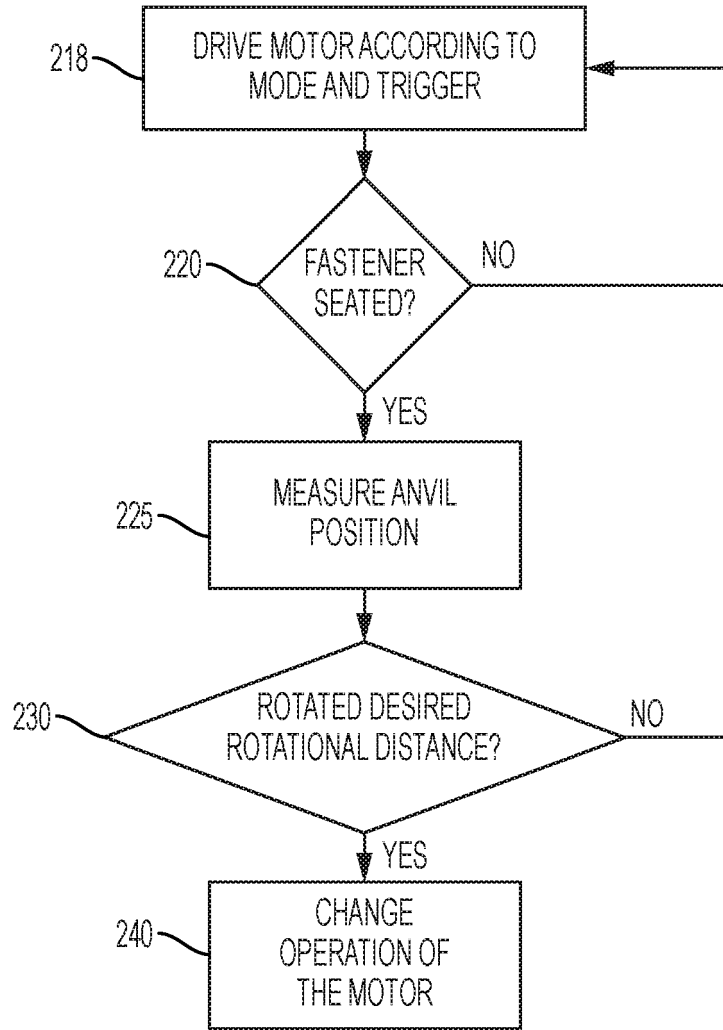 218
DRIVE MOTOR ACCORDING TO
MODE AND TRIGGER
220
FASTENER
SEATED?
NO
YES
225
MEASURE ANVIL
POSITION
230
ROTATED DESIRED
ROTATIONAL DISTANCE?
NO
YES
240
CHANGE
OPERATION OF
THE MOTOR